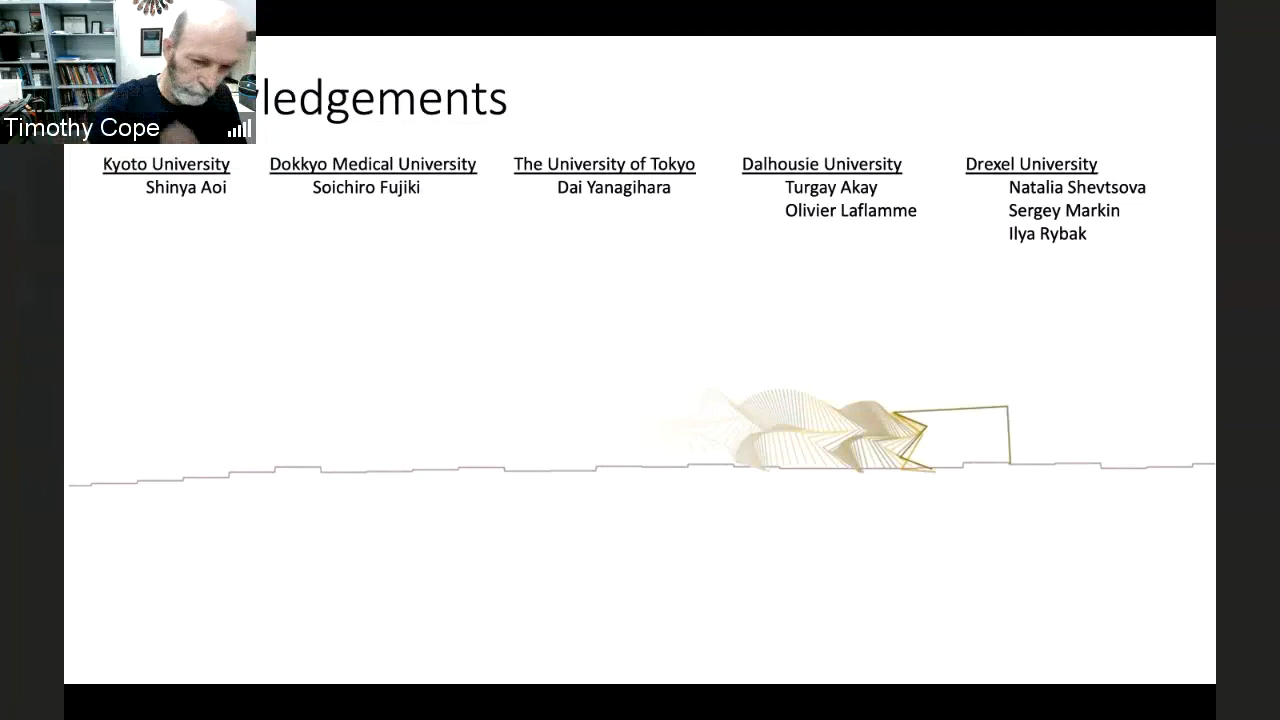 ledgements
Timothy Cope
Kyoto University
Shinya Aoi
Dokkyo Medical University
Soichiro Fujiki
The University of Tokyo
Dai Yanagihara
Dalhousie University
Turgay Akay
Olivier Laflamme
Drexel University
Natalia Shevtsova
Sergey Markin
Ilya Rybak